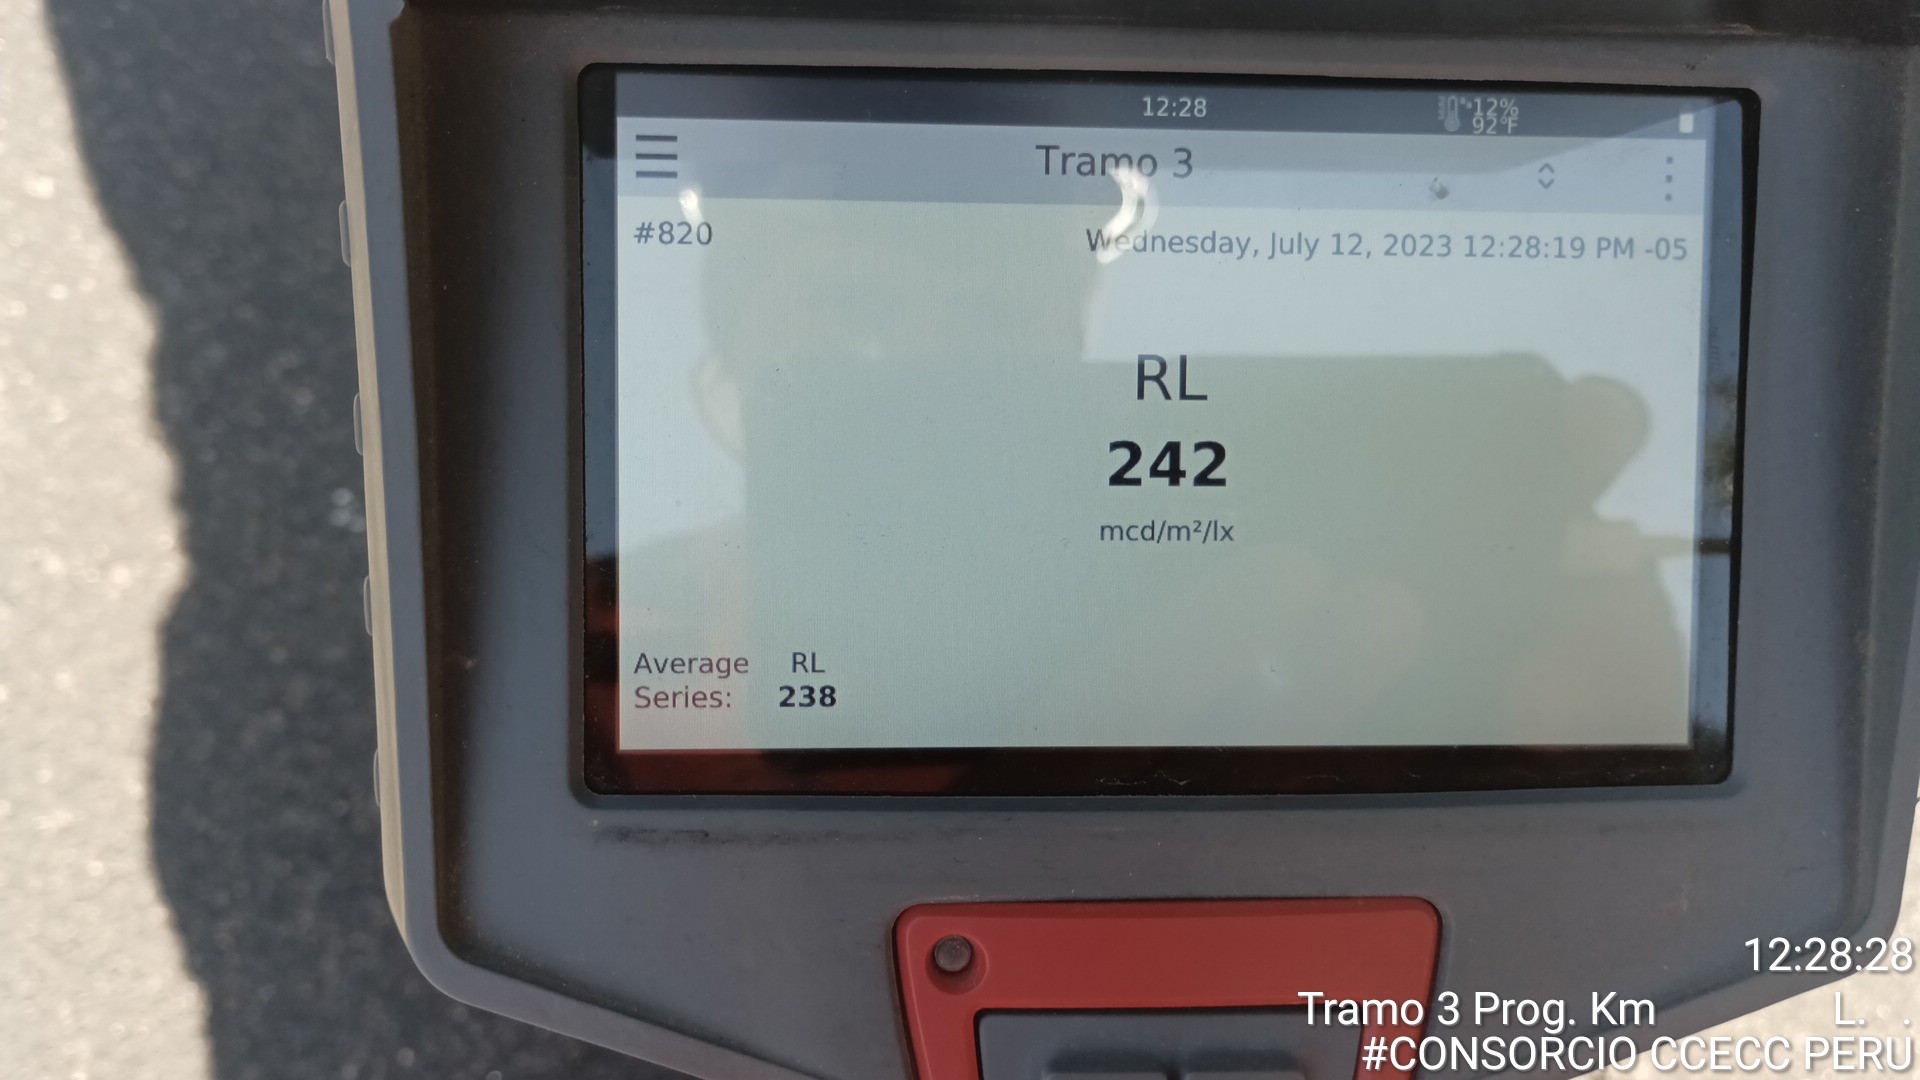 12:28
12%
92°F
Tramo 3
#820
Wednesday, July 12, 2023 12:28:19 PM -05
RL
242
mcd/m²/lx
Average RL
Series: 238
12:28:28
Tramo 3 Prog. Km L. .
#CONSORCIO CCECC PERU